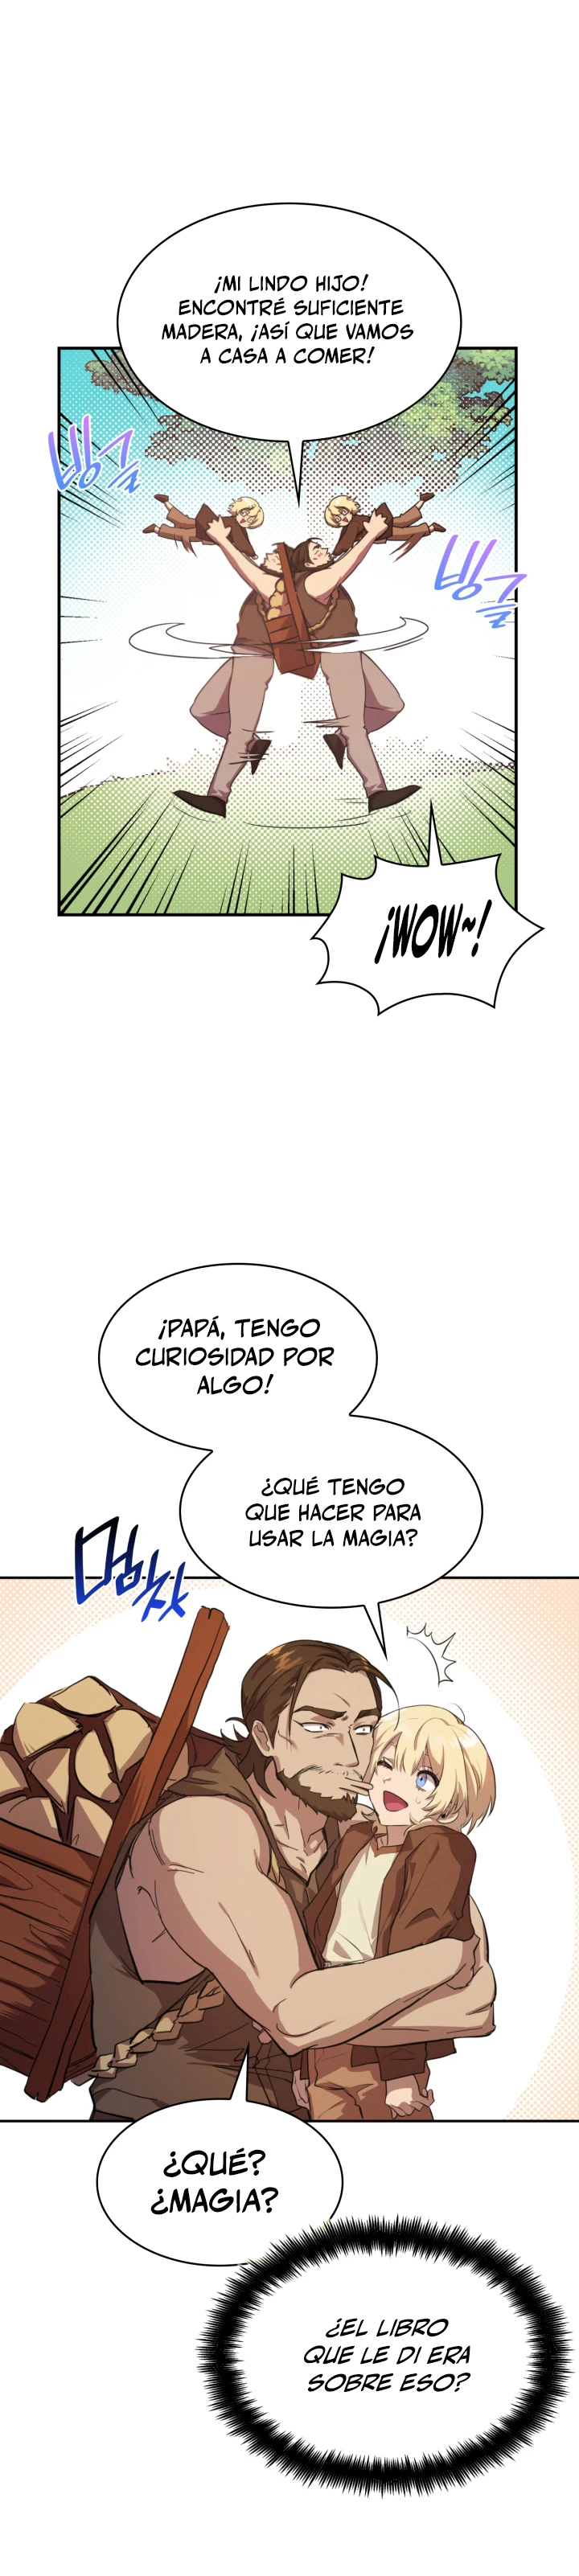 ¡MI LINDO HIJO!
ENCONTRÉ SUFICIENTE
MADERA, ¡ASÍ QUE VAMOS
A CASA A COMER!
빙글
빙글
¡WOW~!
¡PAPÁ, TENGO
CURIOSIDAD POR
ALGO!
¿QUÉ TENGO
QUE HACER PARA
USAR LA MAGIA?
멈칫
¿QUÉ?
¿MAGIA?
¿EL LIBRO
QUE LE DI ERA
SOBRE ESO?